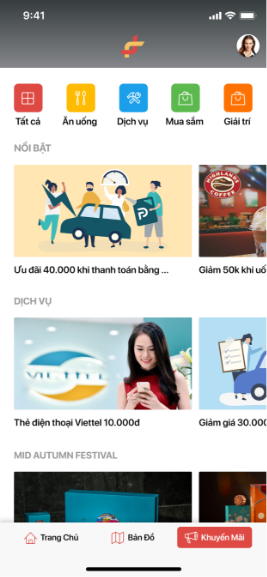 9:41
Tất cả
Ăn uống
Dịch vụ
Mua sắm
Giải trí
NỔI BẬT
HIGHLANDS
COFFEE
Ưu đãi 40.000 khi thanh toán bằng ...
Giảm 50k khi uố
DỊCH VỤ
VIETTEL
Thẻ điện thoại Viettel 10.000đ
Giảm giá 30.00
MID AUTUMN FESTIVAL
Trang Chủ
Bản Đồ
Khuyến Mãi